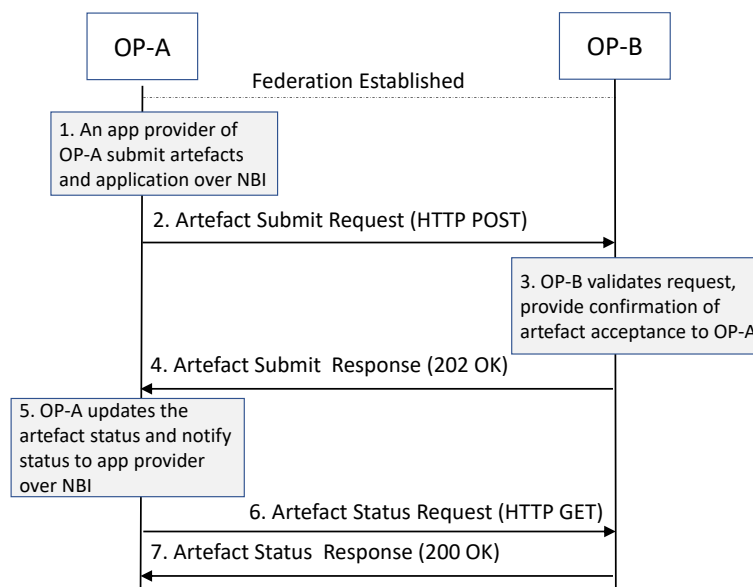 OP-A
OP-B
Federation Established
1. An app provider of
OP-A submit artefacts
and application over NBI
2. Artefact Submit Request (HTTP POST)
3. OP-B validates request,
provide confirmation of
artefact acceptance to OP-A
4. Artefact Submit  Response (202 OK)
5. OP-A updates the
artefact status and notify
status to app provider
over NBI
6. Artefact Status Request (HTTP GET)
7. Artefact Status  Response (200 OK)